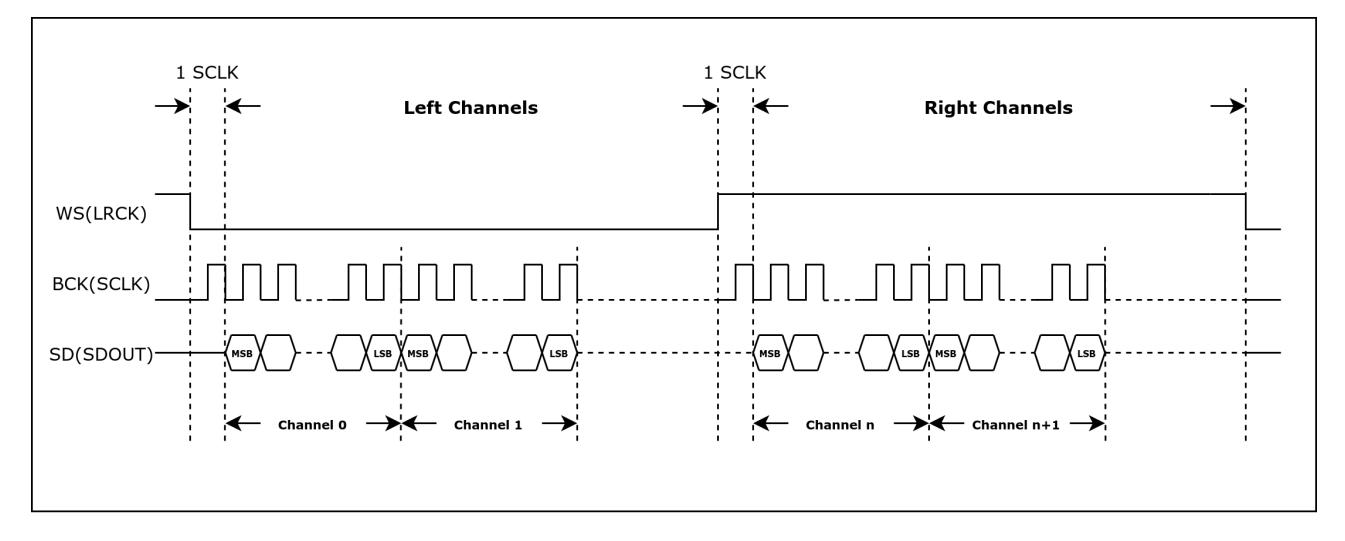 1 SCLK 1 SCLK
Left Channels Right Channels
WS(LRCK)
BCK(SCLK)
SD(SDOUT) MSB LSB MSB LSB MSB LSB MSB LSB
Channel 0 Channel 1 Channel n Channel n+1